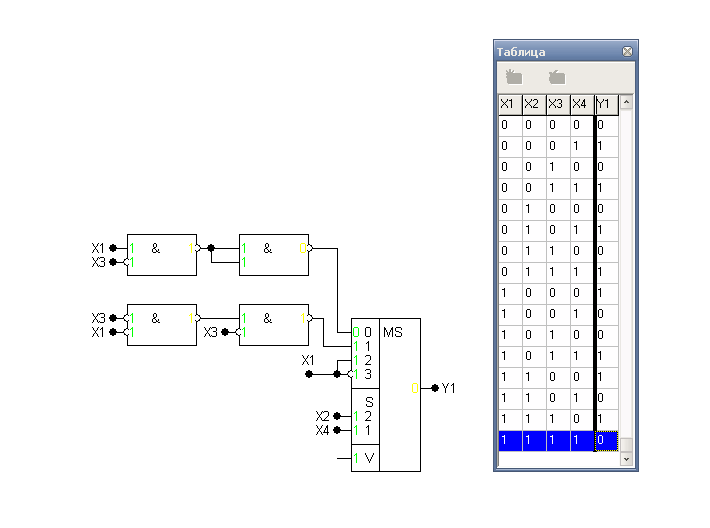 X1 1 & 1 1 & 0
X3 1 1
X3 1 & 1 1 & 1
X1 1 X3 1
0 0 MS
1 1
X1 1 2
1 3
0 Y1
S
X2 1 2
X4 1 1
1 V
Таблица
X1 X2 X3 X4 Y1
0 0 0 0 0
0 0 0 1 1
0 0 1 0 0
0 0 1 1 1
0 1 0 0 0
0 1 0 1 1
0 1 1 0 0
0 1 1 1 1
1 0 0 0 1
1 0 0 1 0
1 0 1 0 0
1 0 1 1 1
1 1 0 0 1
1 1 0 1 0
1 1 1 0 1
1 1 1 1 0